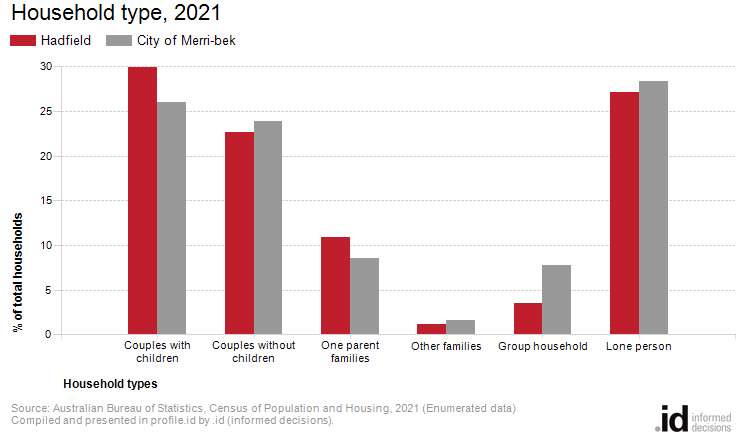 Household type, 2021
Hadfield City of Merri-bek
30
25
20
15
10
5
0
% of total households
Couples with children
Couples without children
One parent families
Other families
Group household
Lone person
Household types
Source: Australian Bureau of Statistics, Census of Population and Housing, 2021 (Enumerated data)
Compiled and presented in profile.id by .id (informed decisions).
.id informed decisions